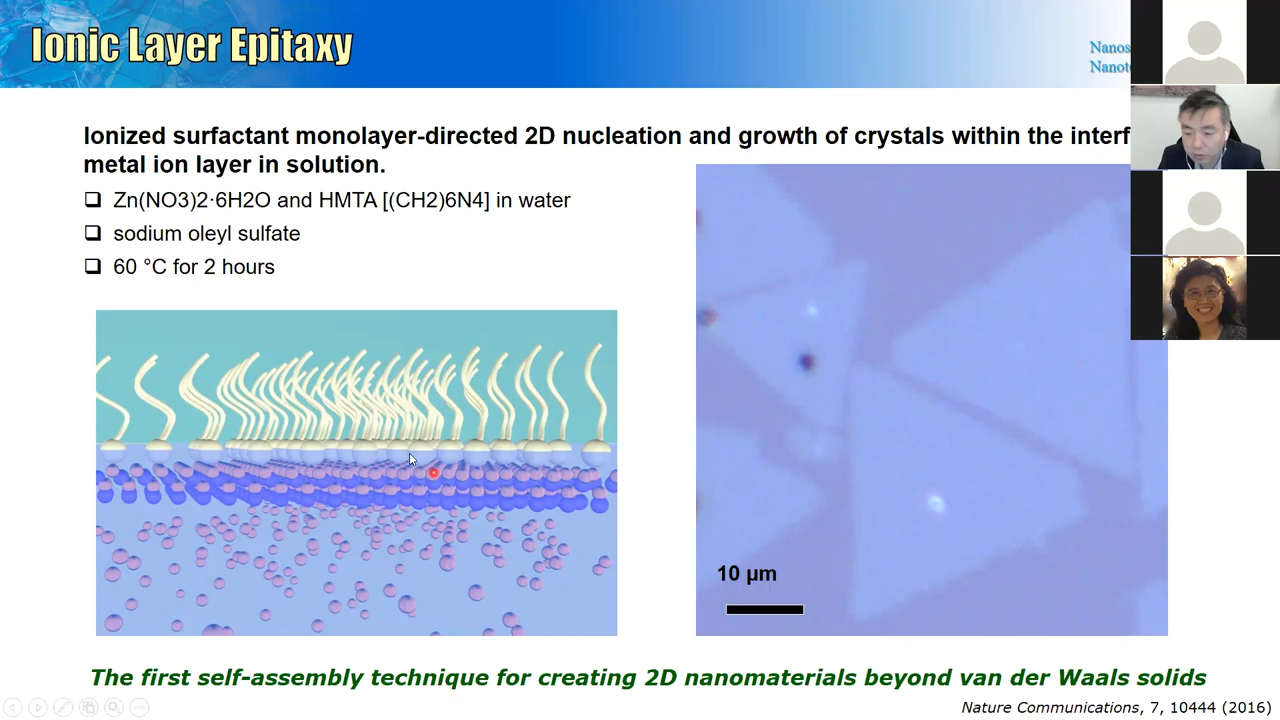 Ionic Layer Epitaxy
Ionized surfactant monolayer-directed 2D nucleation and growth of crystals within the
metal ion layer in solution.
❑ Zn(NO3)2·6H2O and HMTA [(CH2)6N4] in water
❑ sodium oleyl sulfate
❑ 60 °C for 2 hours
10 µm
The first self-assembly technique for creating 2D nanomaterials beyond van der Waals solids
Nature Communications, 7, 10444 (2016)